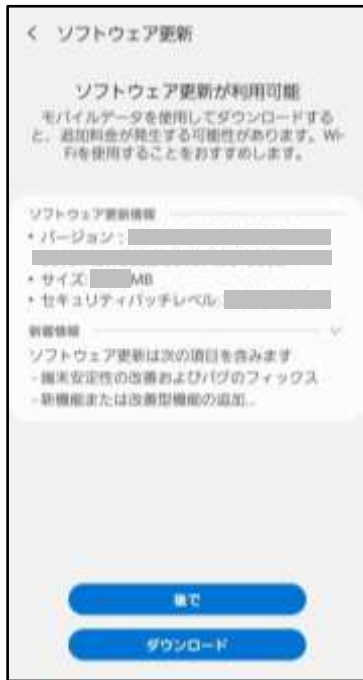 < ソフトウェア更新
ソフトウェア更新が利用可能
モバイルデータを使用してダウンロードする
と、追加料金が発生する可能性があります。Wi-
Fiを使用することをおすすめします。
ソフトウェア更新情報
• バージョン :
• サイズ: MB
• セキュリティパッチレベル:
新着情報
ソフトウェア更新は次の項目を含みます
- 端末安定性の改善およびバグのフィックス
- 新機能または改善型機能の追加...
後で
ダウンロード